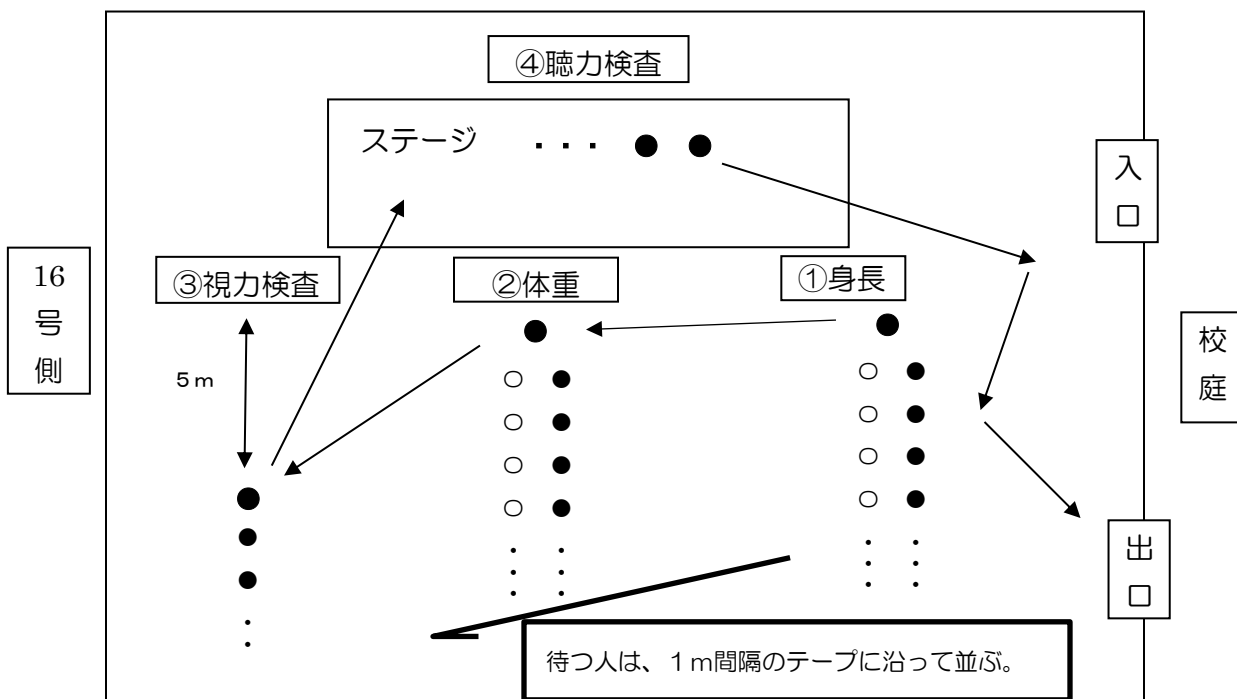 ④聴力検査
ステージ ・・・
入口
16号側
③視力検査
②体重
①身長
校庭
5m
出口
待つ人は、1m間隔のテープに沿って並ぶ。